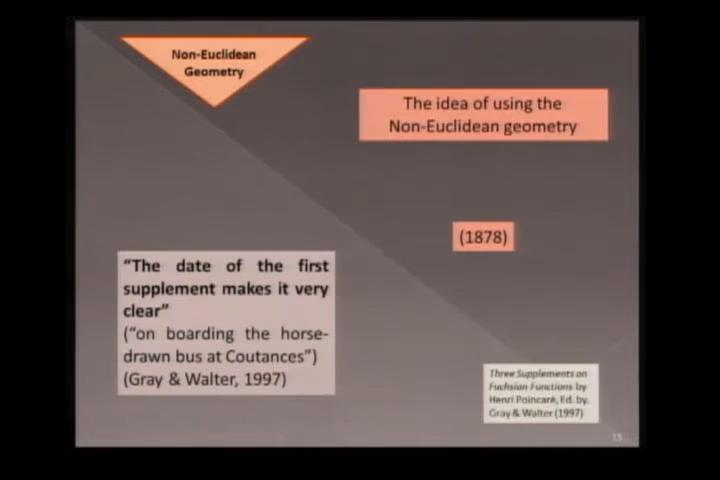 Non-Euclidean
Geometry
The idea of using the
Non-Euclidean geometry
(1878)
“The date of the first
supplement makes it very
clear”
(“on boarding the horse-
drawn bus at Coutances”)
(Gray & Walter, 1997)
Three Supplements on
Fuchsian Functions by
Henri Poincaré, Ed. by.
Gray & Walter (1997)
15